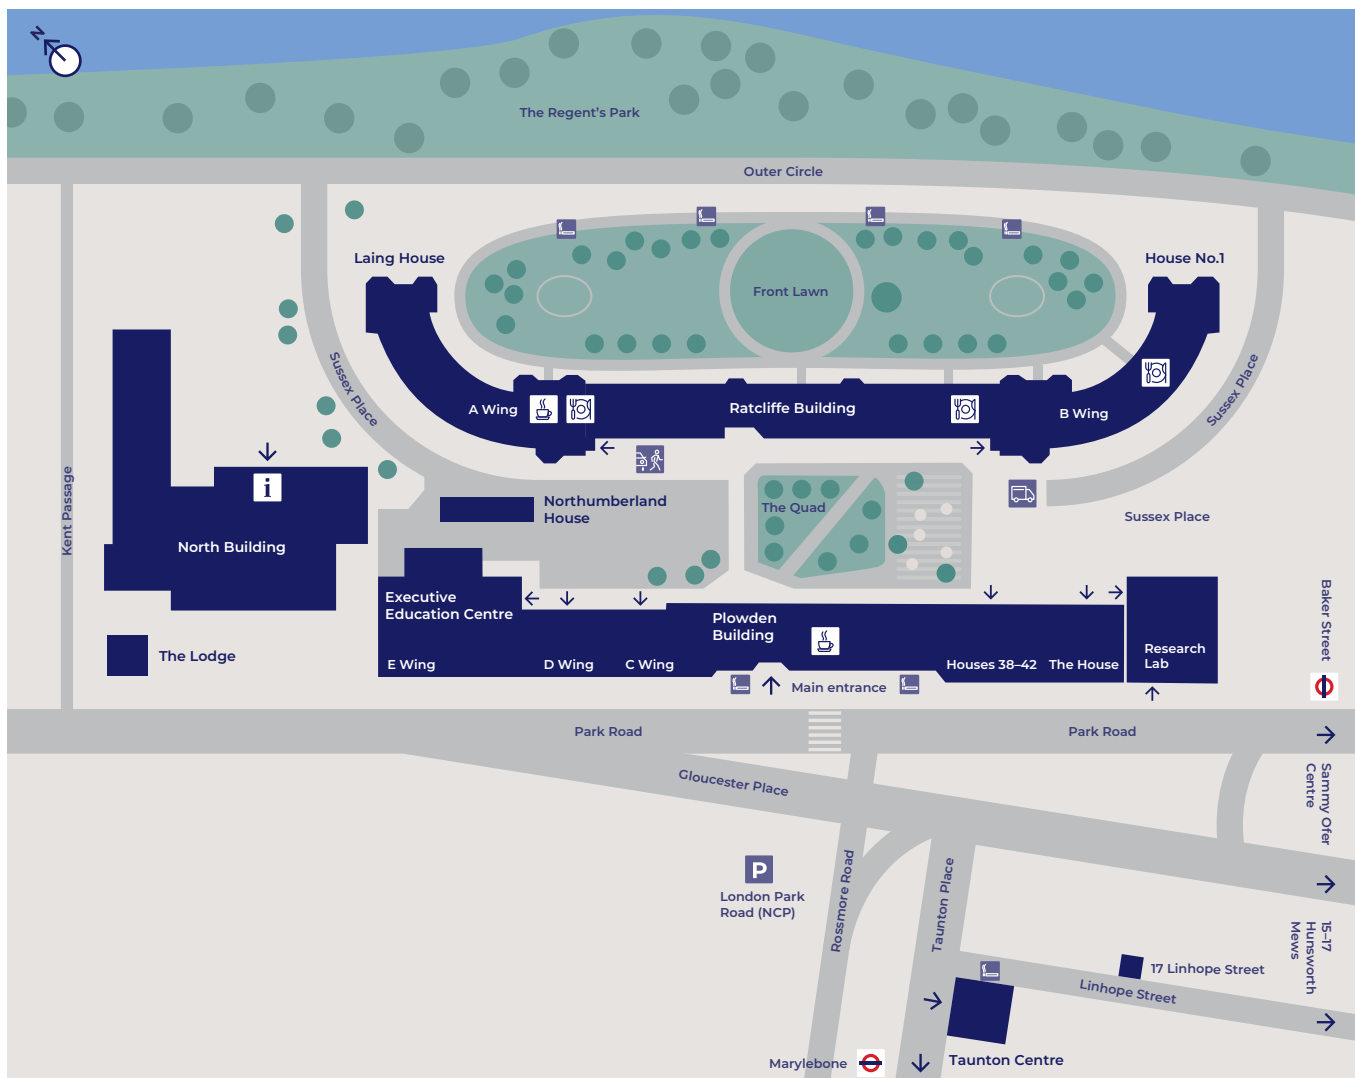 N
The Regent's Park
Outer Circle
Laing House
House No.1
Front Lawn
Sussex Place
Sussex Place
A Wing
Ratcliffe Building
B Wing
Kent Passage
i
North Building
Northumberland
House
The Quad
Sussex Place
Executive
Education Centre
Plowden
Building
Baker Street
The Lodge
E Wing
D Wing
C Wing
Houses 38–42
The House
Research
Lab
Main entrance
Park Road
Park Road
Gloucester Place
Sammy Ofer
Centre
P
London Park
Road (NCP)
Rossmore Road
Taunton Place
15–17
Hunsworth
Mews
17 Linhope Street
Linhope Street
Marylebone
Taunton Centre